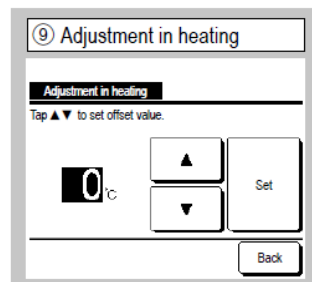 ⑨ Adjustment in heating
Adjustment in heating
Tap ▲▼ to set offset value.
▲
0℃
Set
▼
Back